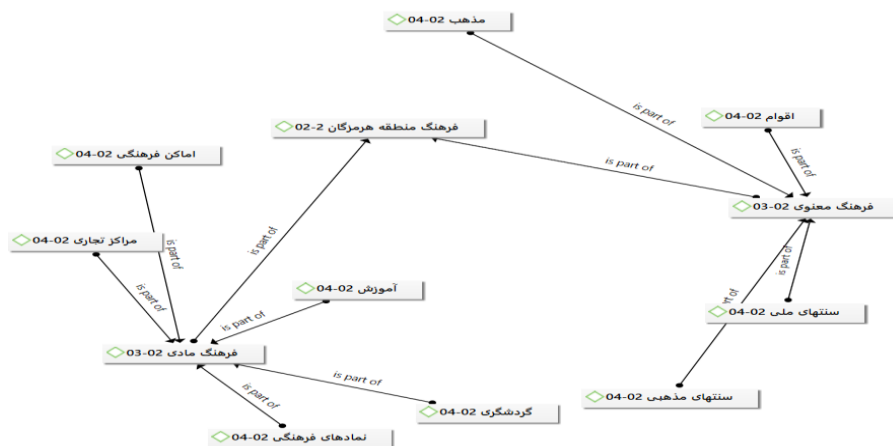 04-02 مذهب
is part of
04-02 اقوام
is part of
02-2 فرهنگ منطقه هرمزگان
is part of
04-02 اماکن فرهنگی
is part of
03-02 فرهنگ معنوی
04-02 مراکز تجاری
is part of
is part of
is part of
is part of
04-02 آموزش
is part of
04-02 سنتهای ملی
is part of
03-02 فرهنگ مادی
is part of
is part of
04-02 سنتهای مذهبی
04-02 گردشگری
04-02 نمادهای فرهنگی